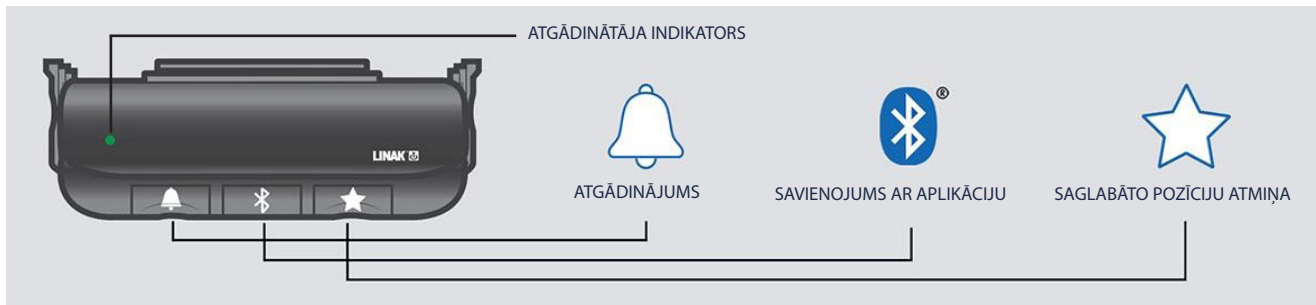 ATGĀDINĀTĀJA INDIKATORS
LINAK
®
ATGĀDINĀJUMS
SAVIENOJUMS AR APLIKĀCIJU
SAGLABĀTO POZĪCIJU ATMIŅA